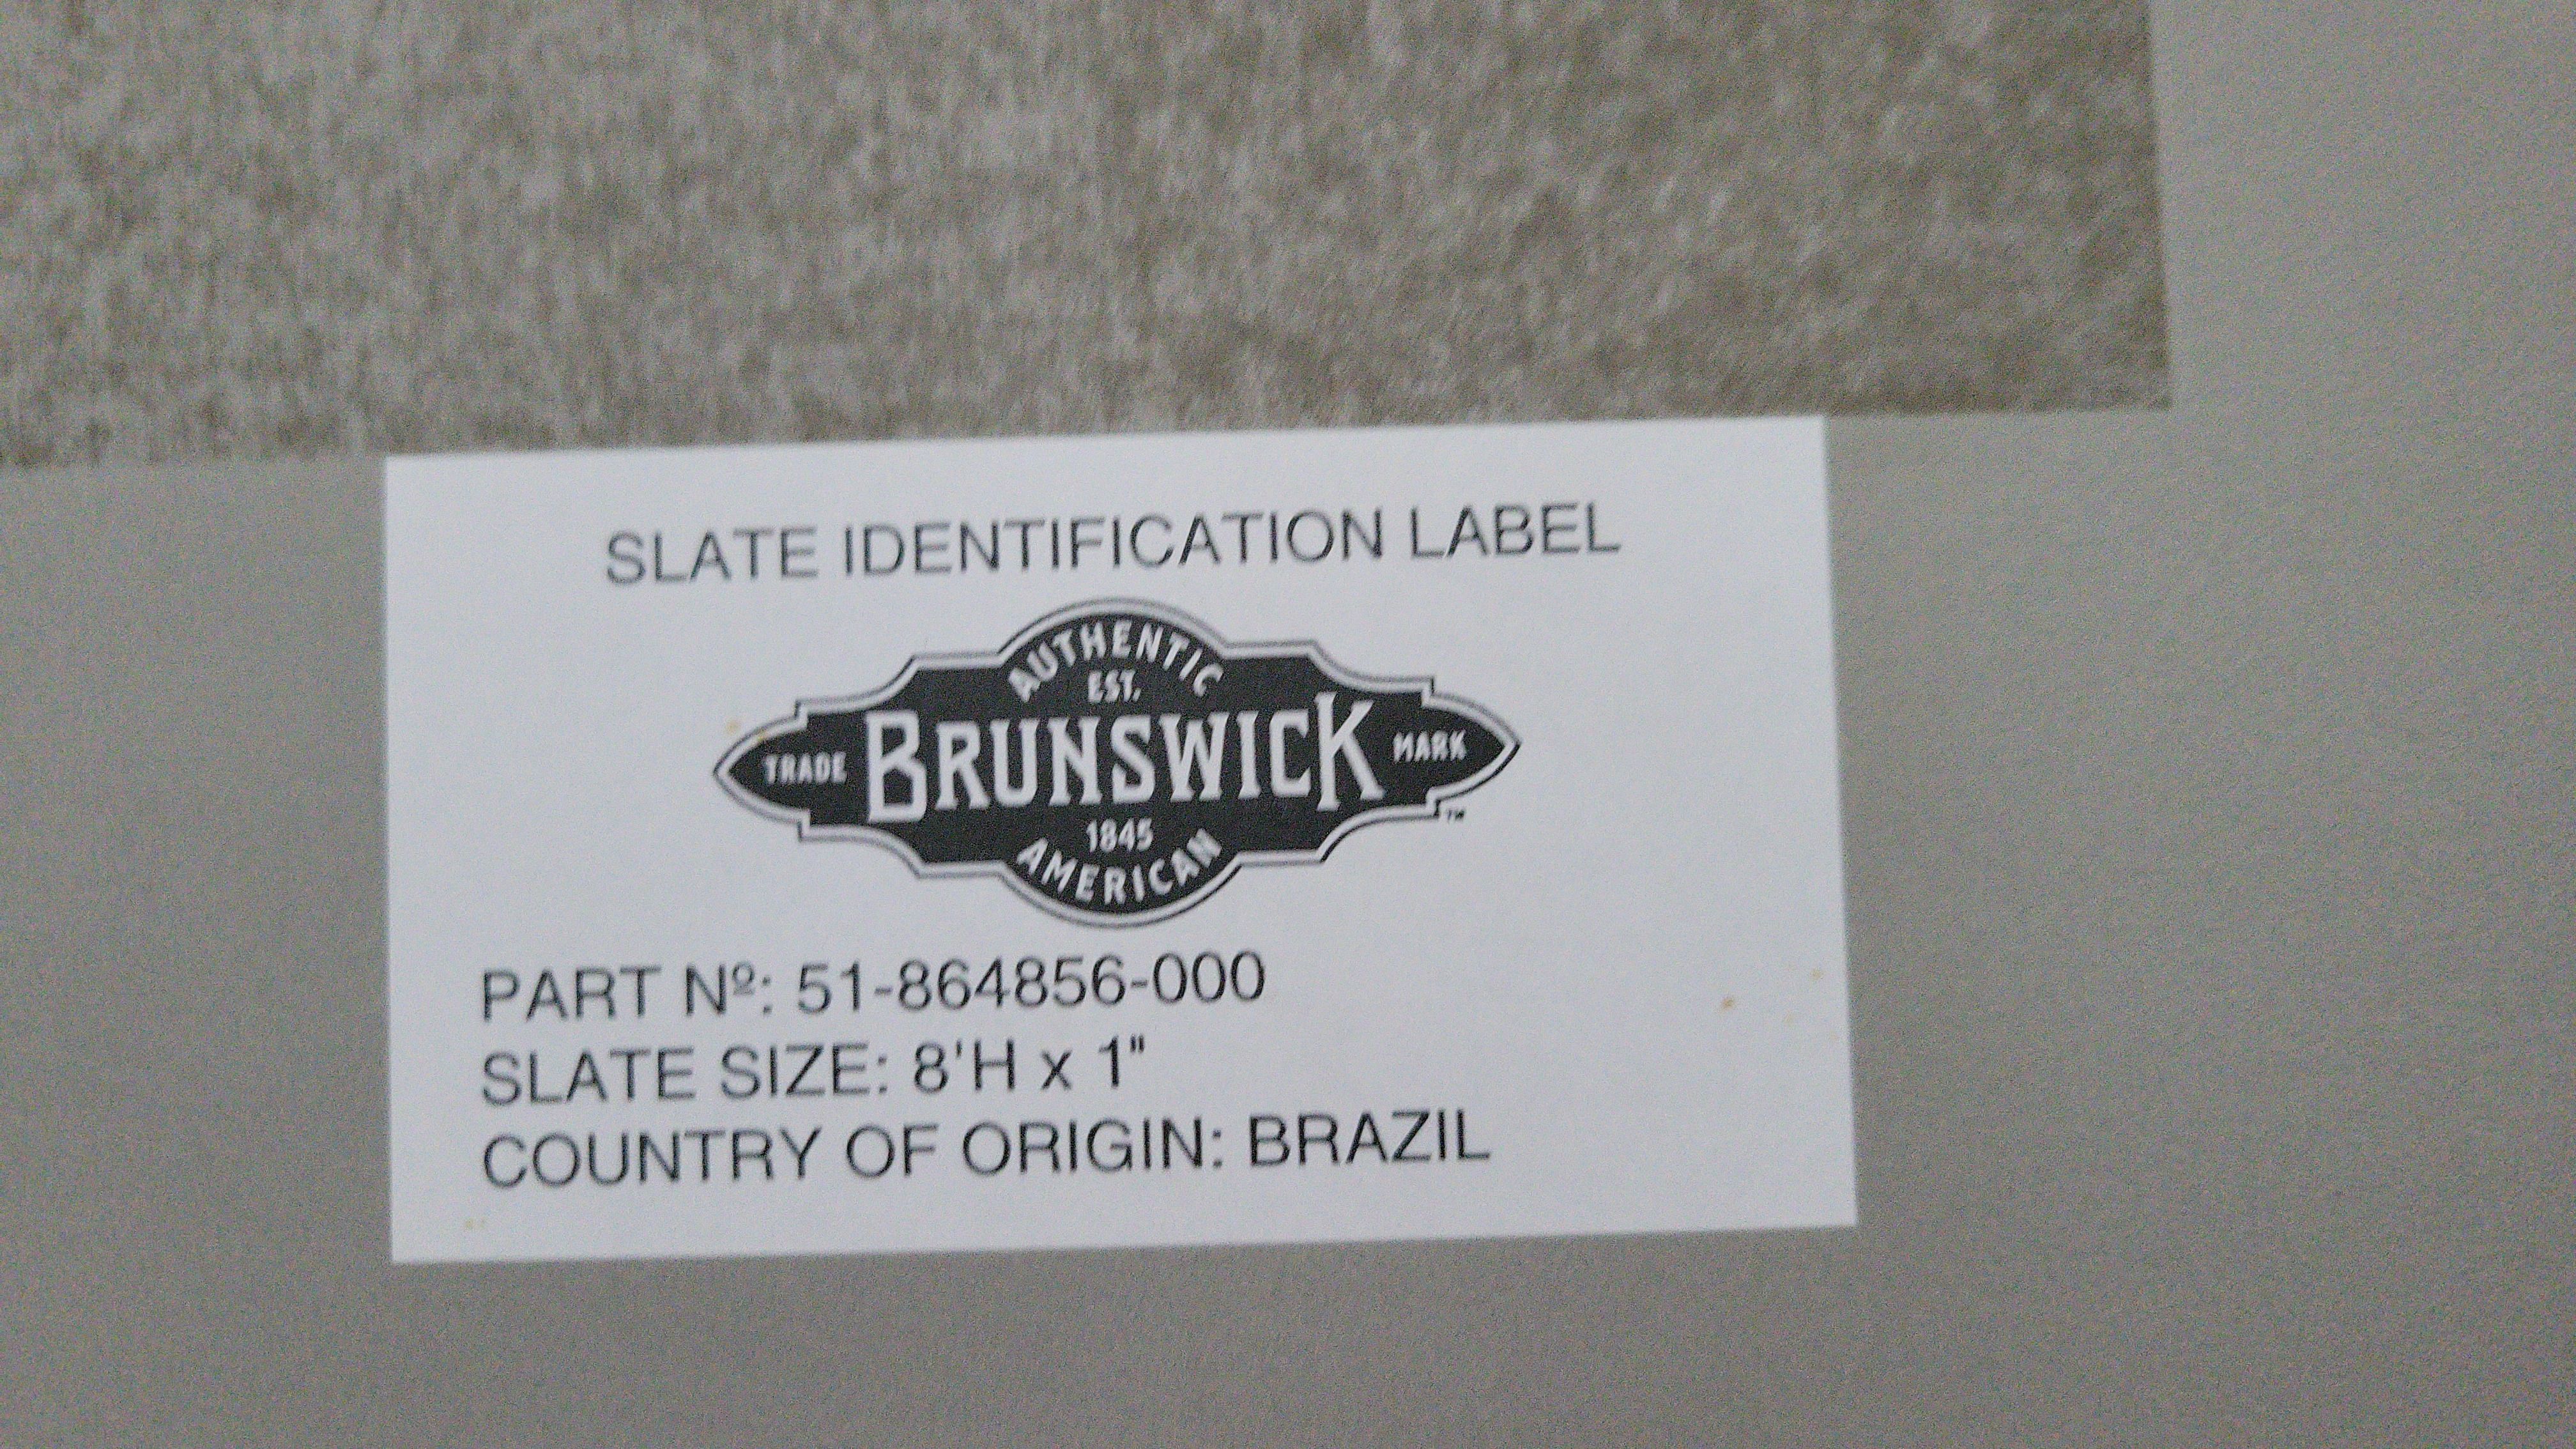 SLATE IDENTIFICATION LABEL
AUTHENTIC
EST.
TRADE BRUNSWICK MARK
TM
1845
AMERICAN
PART Nº: 51-864856-000
SLATE SIZE: 8'H x 1"
COUNTRY OF ORIGIN: BRAZIL